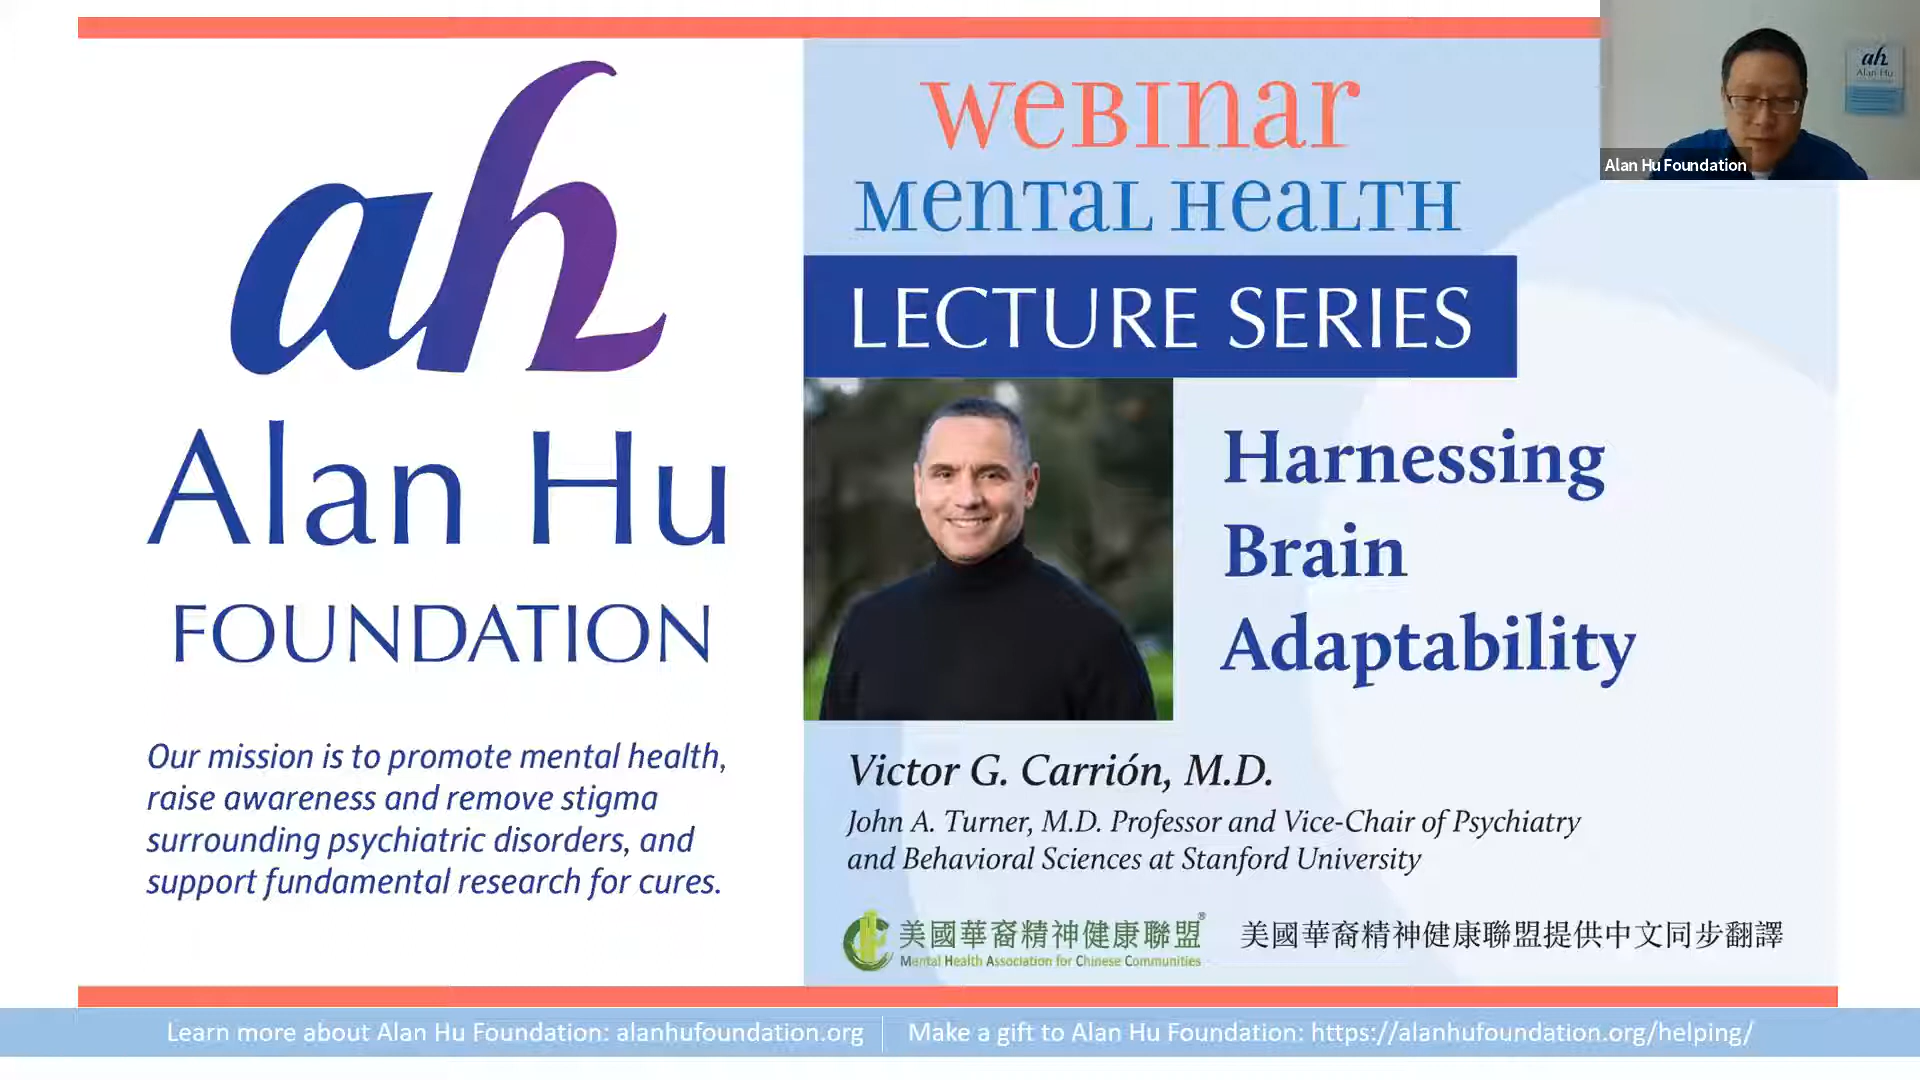 ah
Alan Hu
FOUNDATION
Our mission is to promote mental health,
raise awareness and remove stigma
surrounding psychiatric disorders, and
support fundamental research for cures.
weBInar
menTaL HeaLTH
LECTURE SERIES
Harnessing
Brain
Adaptability
Victor G. Carrión, M.D.
John A. Turner, M.D. Professor and Vice-Chair of Psychiatry
and Behavioral Sciences at Stanford University
美國華裔精神健康聯盟®
Mental Health Association for Chinese Communities
美國華裔精神健康聯盟提供中文同步翻譯
ah
Alan Hu
Alan Hu Foundation
Learn more about Alan Hu Foundation: alanhufoundation.org
Make a gift to Alan Hu Foundation: https://alanhufoundation.org/helping/